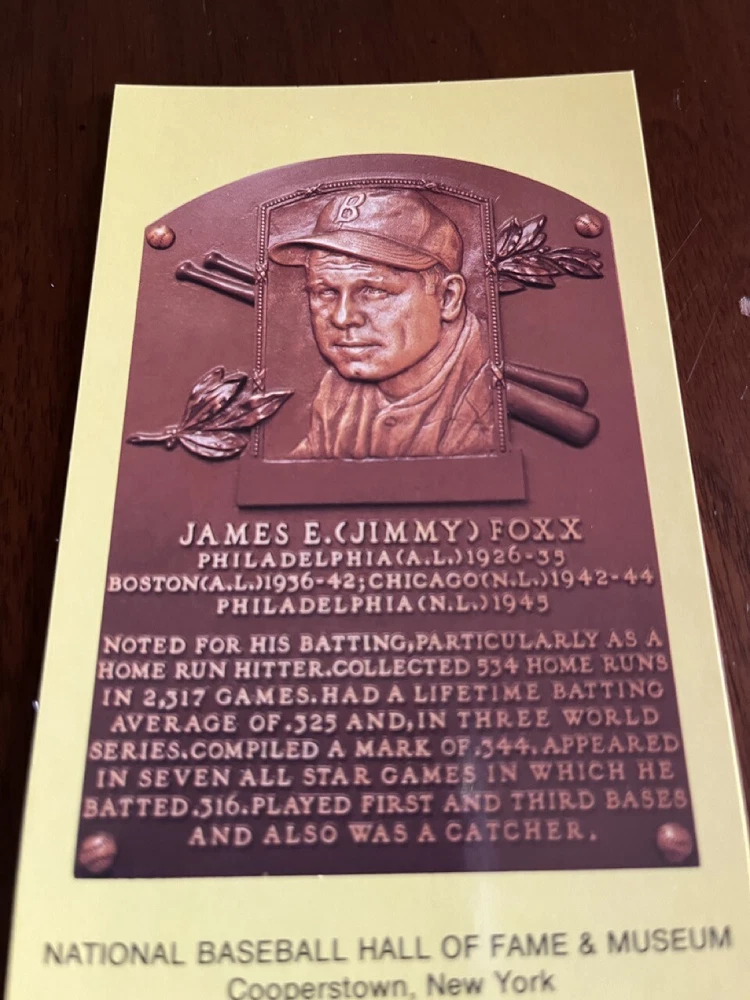 B
JAMES E.(JIMMY) FOXX
PHILADELPHIA(A.L.)1926-35
BOSTON(A.L.)1936-42;CHICAGO(N.L.)1942-44
PHILADELPHIA(N.L.)1945
NOTED FOR HIS BATTING,PARTICULARLY AS A
HOME RUN HITTER.COLLECTED 534 HOME RUNS
IN 2,317 GAMES.HAD A LIFETIME BATTING
AVERAGE OF .325 AND,IN THREE WORLD
SERIES.COMPILED A MARK OF .344.APPEARED
IN SEVEN ALL STAR GAMES IN WHICH HE
BATTED .316.PLAYED FIRST AND THIRD BASES
AND ALSO WAS A CATCHER.
NATIONAL BASEBALL HALL OF FAME & MUSEUM
Cooperstown, New York